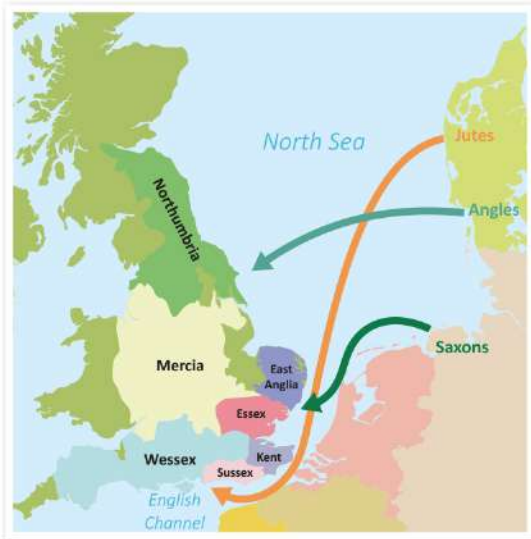 North Sea
Jutes
Angles
Northumbria
Saxons
Mercia
East
Anglia
Essex
Wessex
Kent
Sussex
English
Channel